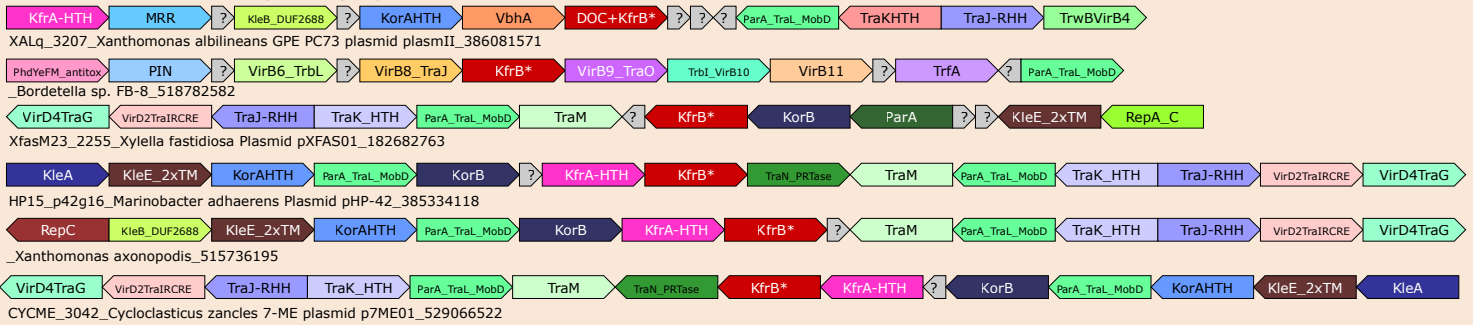 KfrA-HTH MRR ? KleB_DUF2688 ? KorAHTH VbhA DOC+KfrB* ? ? ? ParA_TraL_MobD TraKHTH TraJ-RHH TrwBVirB4
XALq_3207_Xanthomonas albilineans GPE PC73 plasmid plasmII_386081571
PhdYeFM_antitox PIN ? VirB6_TrbL ? VirB8_TraJ KfrB* VirB9_TraO TrbI_VirB10 VirB11 ? TrfA ? ParA_TraL_MobD
_Bordetella sp. FB-8_518782582
VirD4TraG VirD2TraIRCRE TraJ-RHH TraK_HTH ParA_TraL_MobD TraM ? KfrB* KorB ParA ? ? KleE_2xTM RepA_C
XfasM23_2255_Xylella fastidiosa Plasmid pXFAS01_182682763
KleA KleE_2xTM KorAHTH ParA_TraL_MobD KorB ? KfrA-HTH KfrB* TraN_PRTase TraM ParA_TraL_MobD TraK_HTH TraJ-RHH VirD2TraIRCRE VirD4TraG
HP15_p42g16_Marinobacter adhaerens Plasmid pHP-42_385334118
RepC KleB_DUF2688 KleE_2xTM KorAHTH ParA_TraL_MobD KorB KfrA-HTH KfrB* ? TraM ParA_TraL_MobD TraK_HTH TraJ-RHH VirD2TraIRCRE VirD4TraG
_Xanthomonas axonopodis_515736195
VirD4TraG VirD2TraIRCRE TraJ-RHH TraK_HTH ParA_TraL_MobD TraM TraN_PRTase KfrB* KfrA-HTH ? KorB ParA_TraL_MobD KorAHTH KleE_2xTM KleA
CYCME_3042_Cycloclasticus zancles 7-ME plasmid p7ME01_529066522